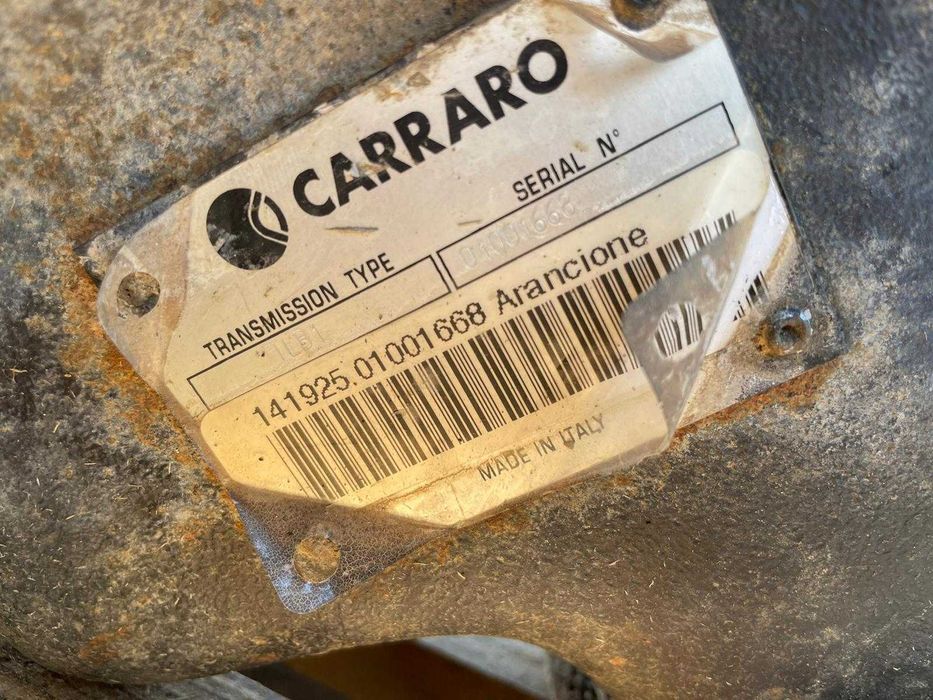 CARRARO
SERIAL N°
TRANSMISSION TYPE
141925.01001668 Arancione
MADE IN ITALY